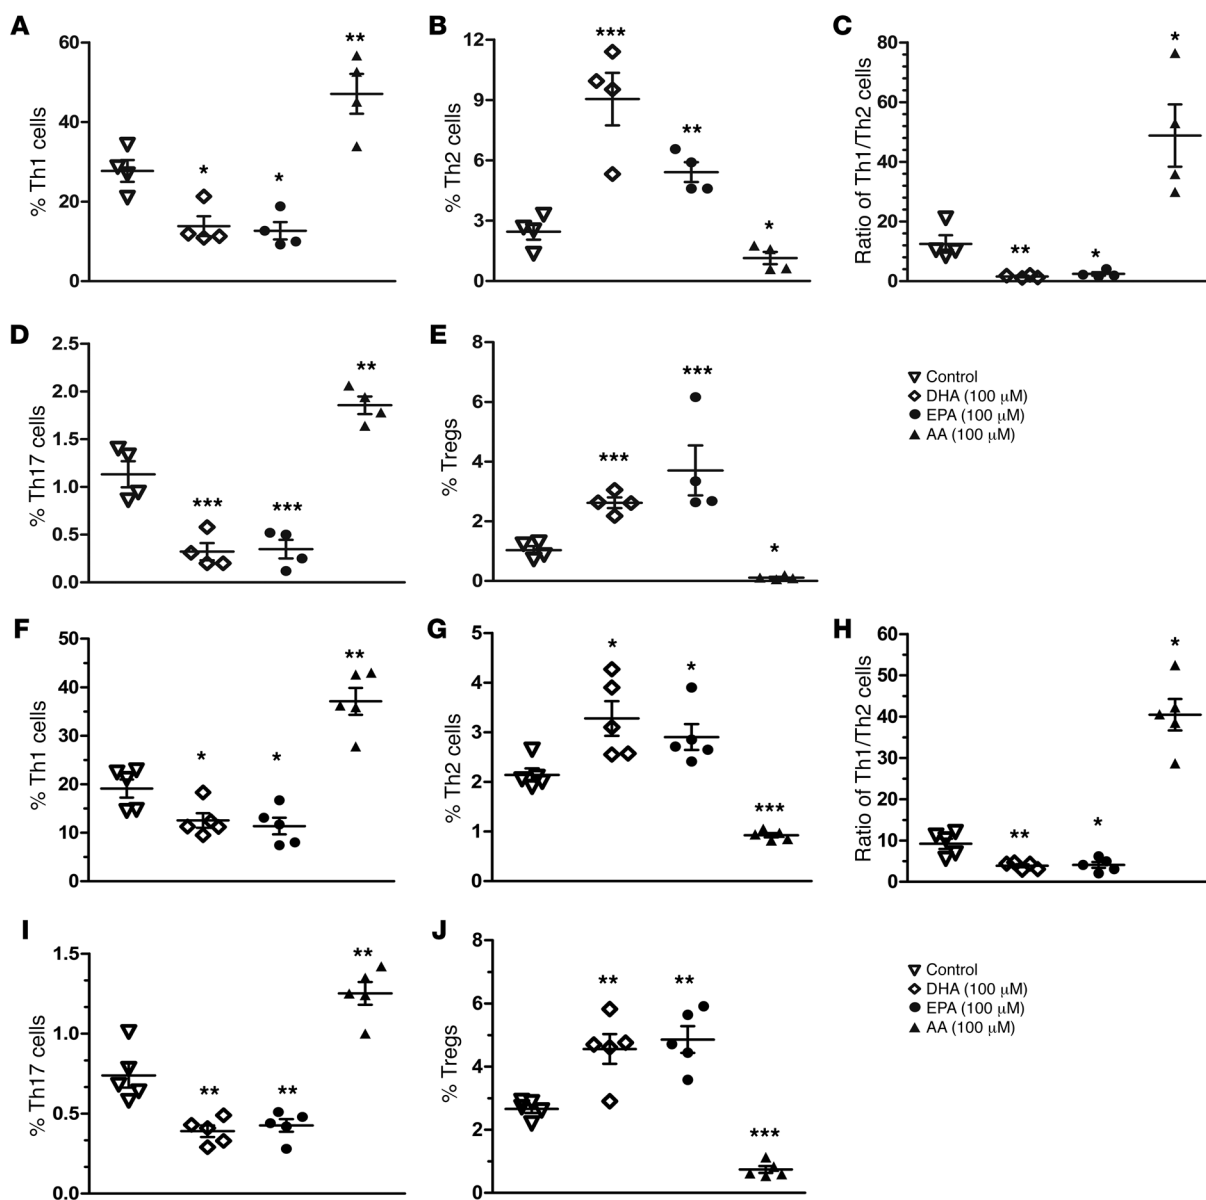 A
% Th1 cells
60
40
20
0
*
*
**
B
% Th2 cells
12
9
6
3
0
***
**
*
C
Ratio of Th1/Th2 cells
80
60
40
20
0
**
*
*
D
% Th17 cells
2.5
2.0
1.5
1.0
0.5
0.0
***
***
**
E
% Tregs
8
6
4
2
0
***
***
*
Control
DHA (100 μM)
EPA (100 μM)
AA (100 μM)
F
% Th1 cells
50
40
30
20
10
0
*
*
**
G
% Th2 cells
5
4
3
2
1
0
*
*
***
H
Ratio of Th1/Th2 cells
60
50
40
30
20
10
0
**
*
*
I
% Th17 cells
1.5
1.0
0.5
0.0
**
**
**
J
% Tregs
8
6
4
2
0
**
**
***
Control
DHA (100 μM)
EPA (100 μM)
AA (100 μM)